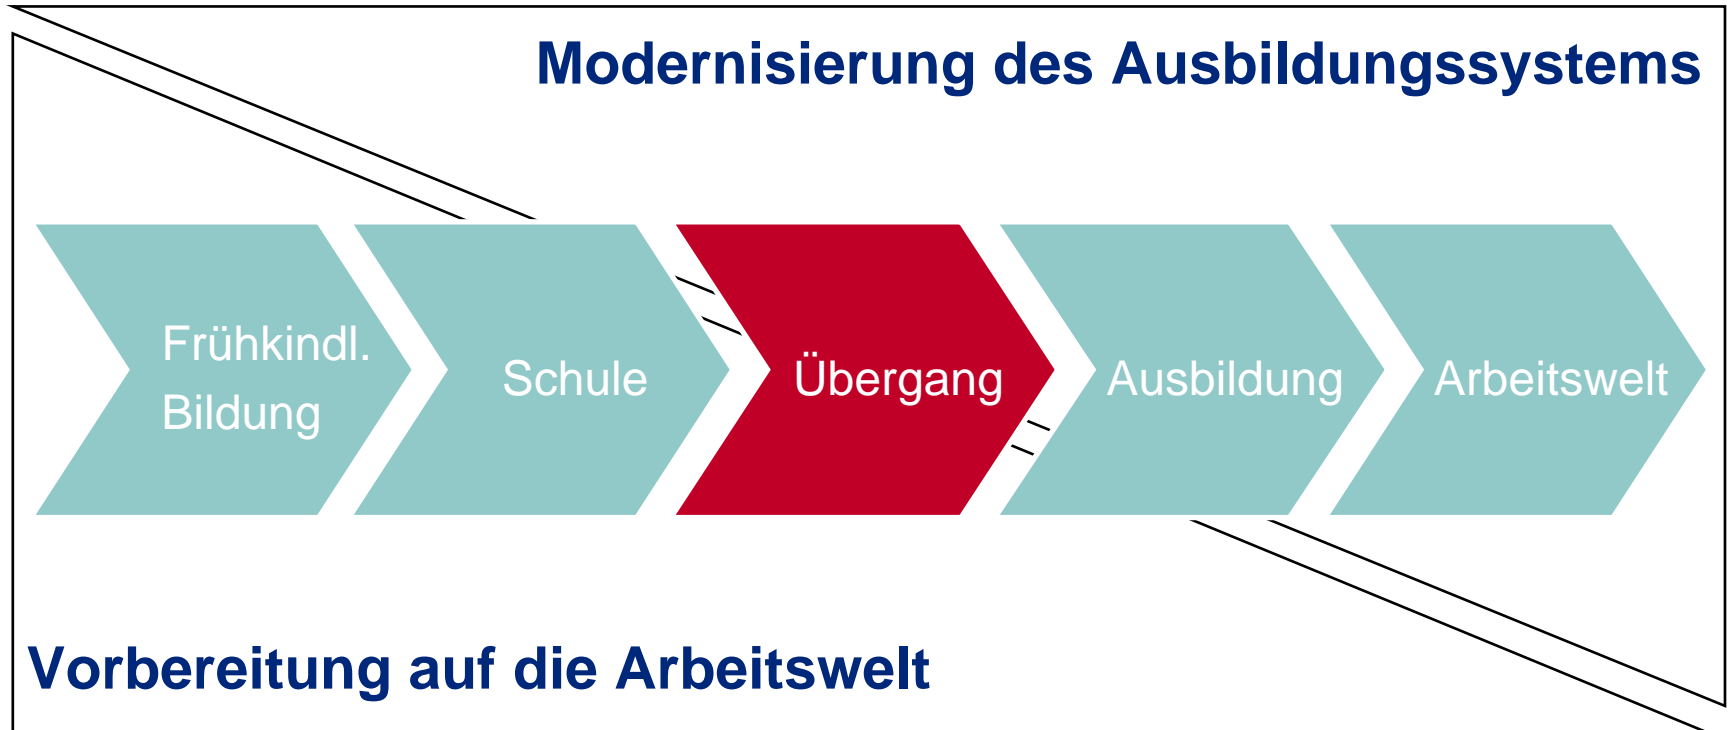 Modernisierung des Ausbildungssystems
Frühkindl.
Bildung
Schule
Übergang
Ausbildung
Arbeitswelt
Vorbereitung auf die Arbeitswelt